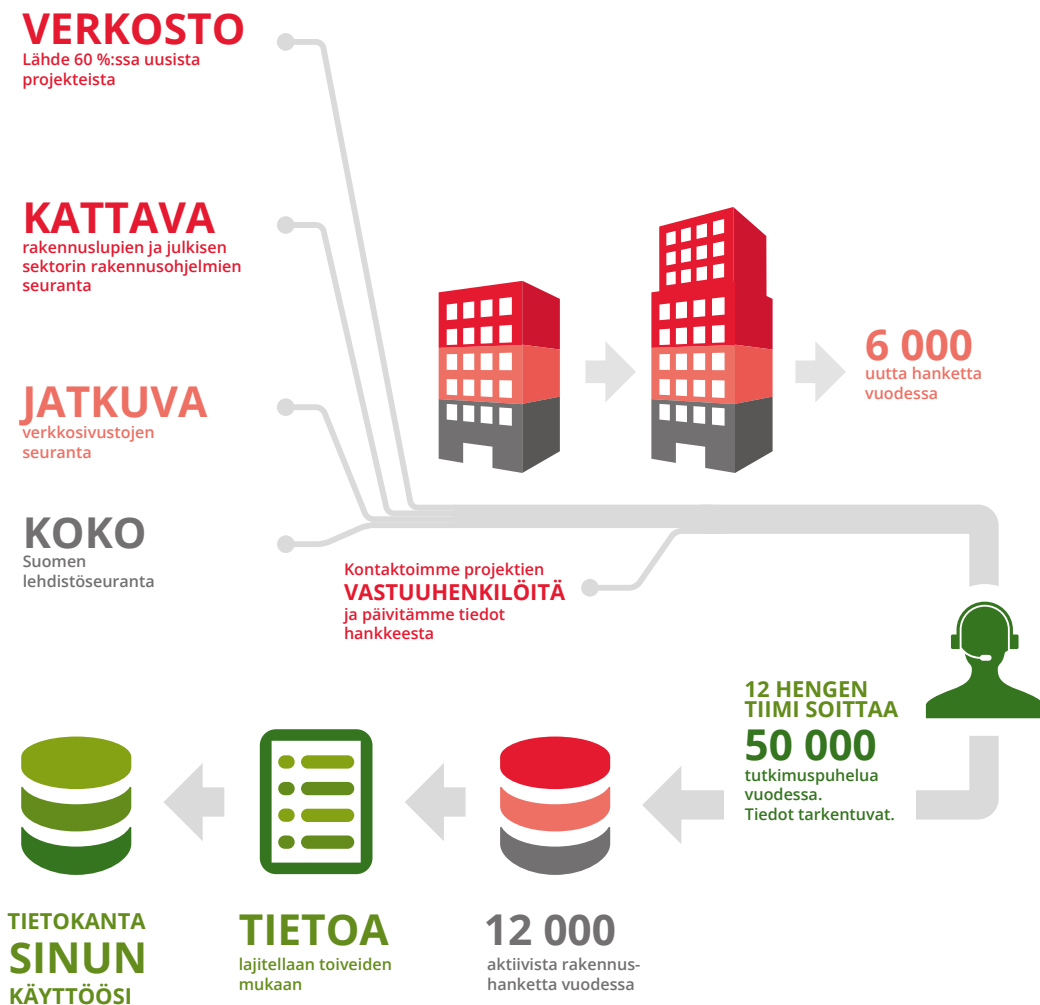 VERKOSTO
Lähde 60 %:ssa uusista
projekteista
KATTAVA
rakennuslupien ja julkisen
sektorin rakennusohjelmien
seuranta
JATKUVA
verkkosivustojen
seuranta
KOKO
Suomen
lehdistöseuranta
6 000
uutta hanketta
vuodessa
Kontaktoimme projektien
VASTUUHENKILÖITÄ
ja päivitämme tiedot
hankkeesta
12 HENGEN
TIIMI SOITTAA
50 000
tutkimuspuhelua
vuodessa.
Tiedot tarkentuvat.
12 000
aktiivista rakennus-
hanketta vuodessa
TIETOA
lajitellaan toiveiden
mukaan
TIETOKANTA
SINUN
KÄYTTÖÖSI